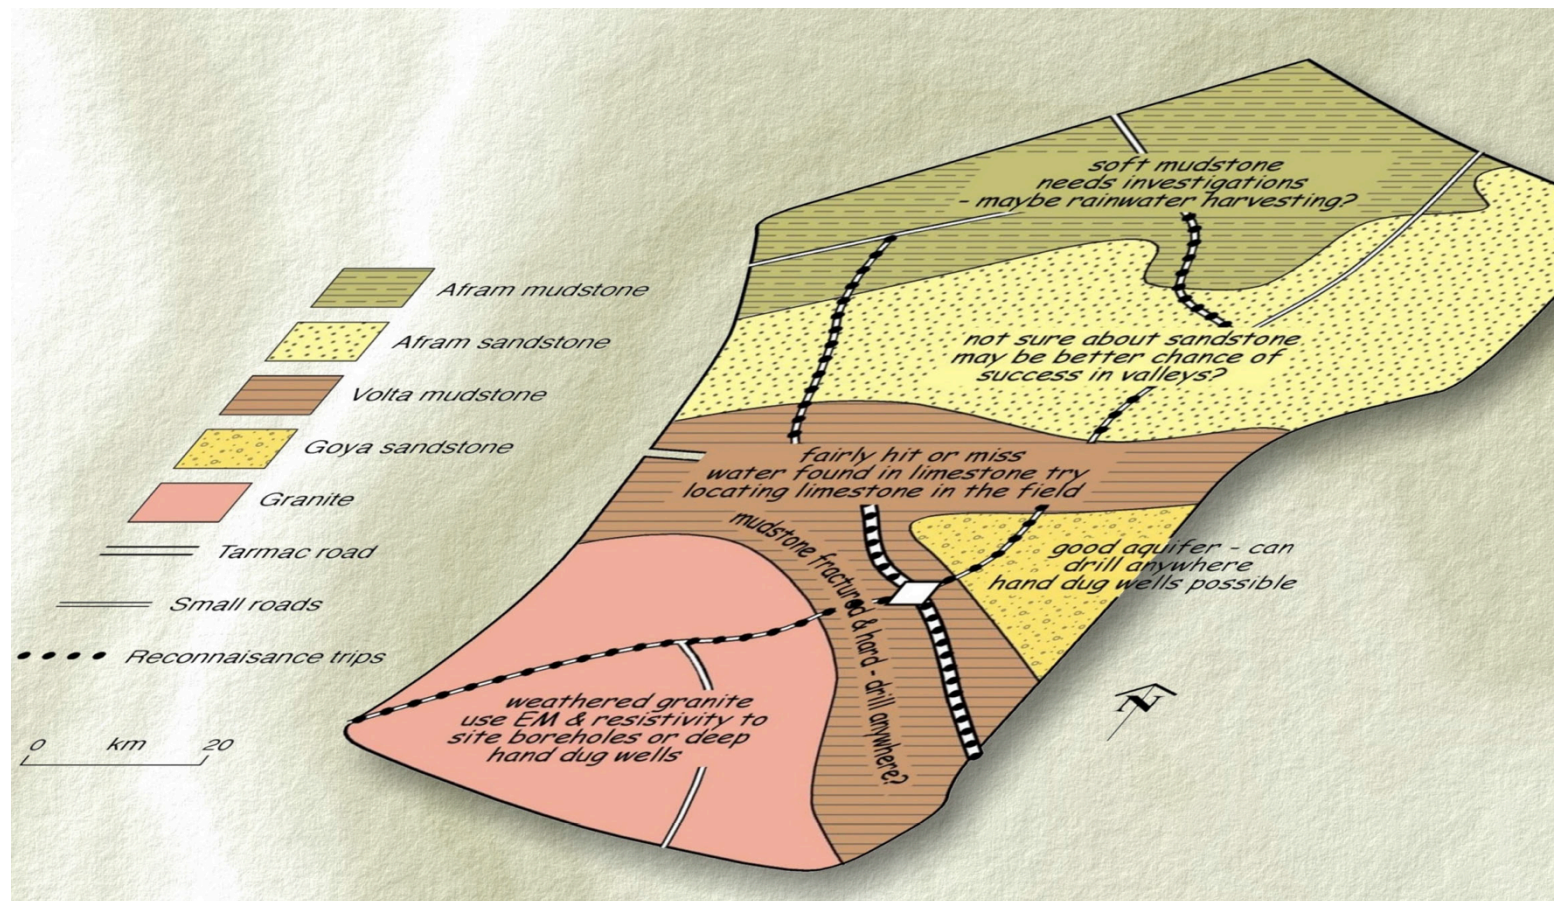 soft mudstone
needs investigations
- maybe rainwater harvesting?
Afram mudstone
Afram sandstone
Volta mudstone
Goya sandstone
Granite
Tarmac road
Small roads
Reconnaisance trips
0 km 20
not sure about sandstone
may be better chance of
success in valleys?
fairly hit or miss
water found in limestone try
locating limestone in the field
mudstone fractured & hard - drill anywhere?
good aquifer - can
drill anywhere
hand dug wells possible
weathered granite
use EM & resistivity to
site boreholes or deep
hand dug wells
N